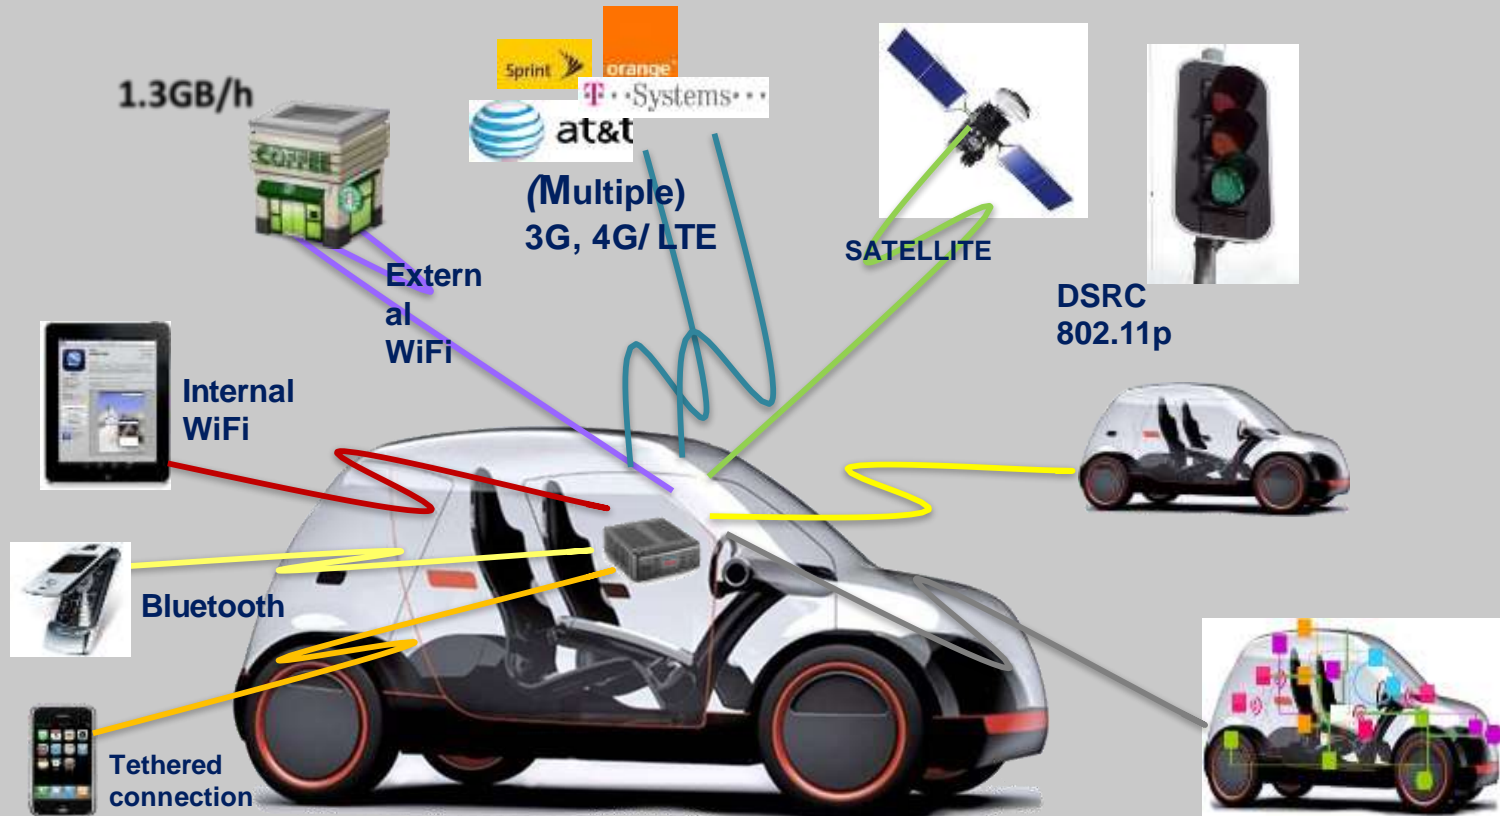 1.3GB/h
COFFEE
Sprint
orange
T··Systems···
at&t
(Multiple)
3G, 4G/ LTE
SATELLITE
DSRC
802.11p
Extern
al
WiFi
Internal
WiFi
Bluetooth
Tethered
connection